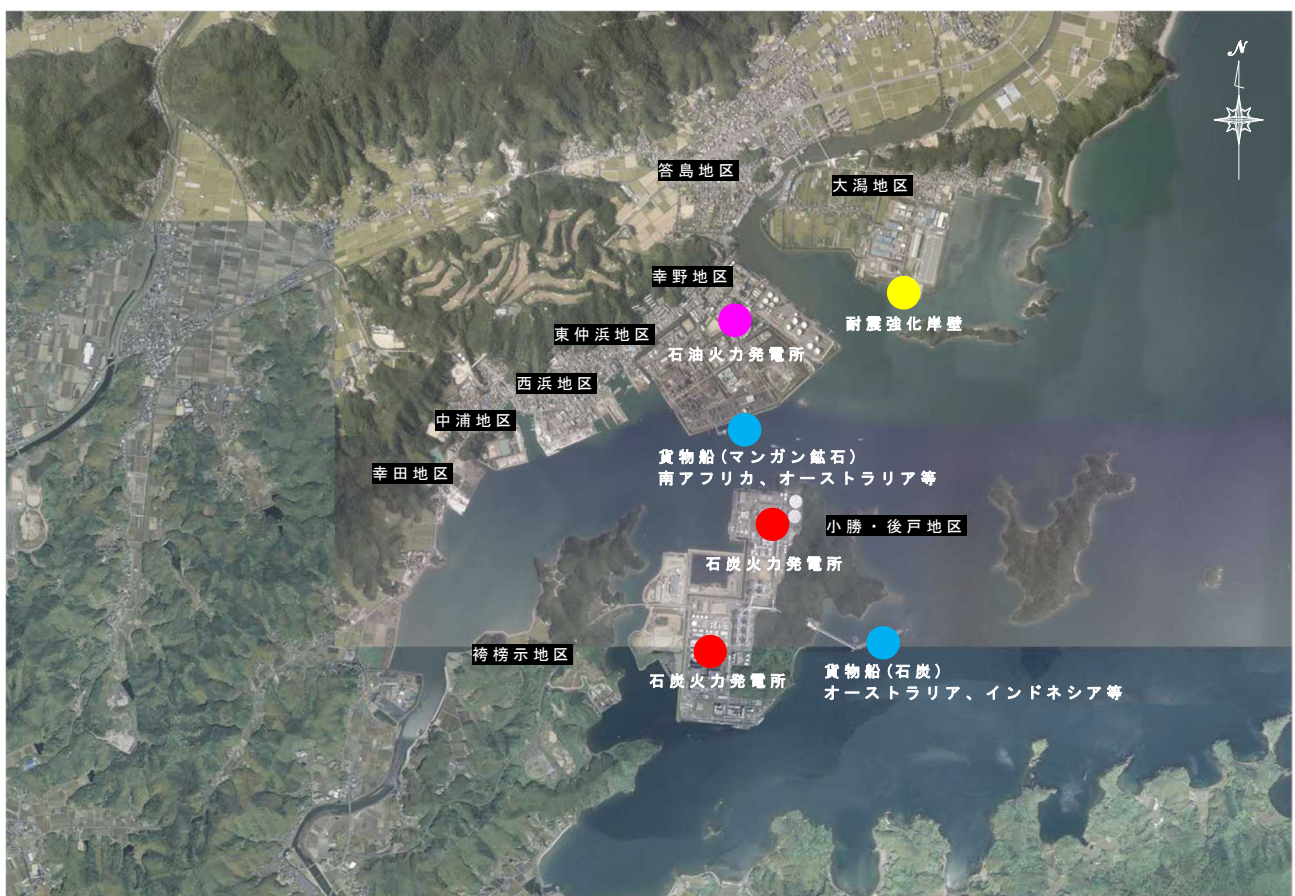 N
答島地区
大潟地区
幸野地区
耐震強化岸壁
東仲浜地区
石油火力発電所
西浜地区
中浦地区
貨物船(マンガン鉱石)
南アフリカ、オーストラリア等
幸田地区
小勝・後戸地区
石炭火力発電所
袴榜示地区
石炭火力発電所
貨物船(石炭)
オーストラリア、インドネシア等